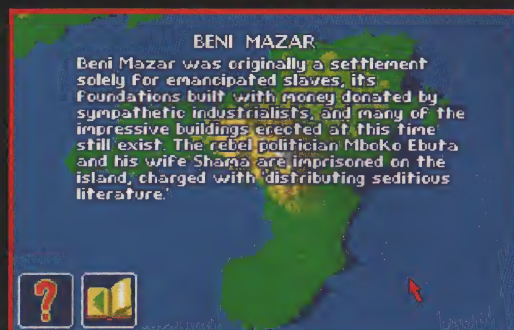 BENI MAZAR
Beni Mazar was originally a settlement
solely for emancipated slaves, its
foundations built with money donated by
sympathetic industrialists, and many of the
impressive buildings erected at this time
still exist. The rebel politician Mboko Ebuta
and his wife Shama are imprisoned on the
island, charged with 'distributing seditious
literature.'
?